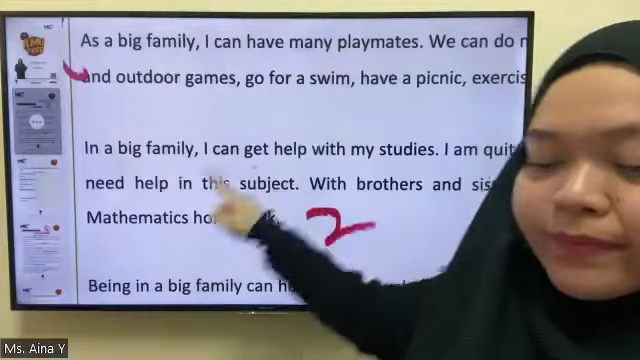 As a big family, I can have many playmates. We can do
and outdoor games, go for a swim, have a picnic, exercis
In a big family, I can get help with my studies. I am quit
need help in this subject. With brothers and sis
Mathematics
2
Being in a big family can
Ms. Aina Y